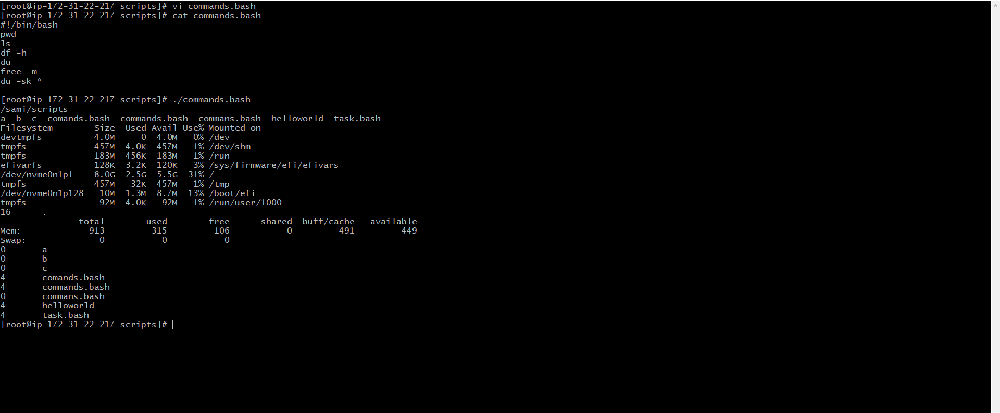 [root@ip-172-31-22-217 scripts]# vi commands.bash
[root@ip-172-31-22-217 scripts]# cat commands.bash
#!/bin/bash
pwd
ls
df -h
du
free -m
du -sk *

[root@ip-172-31-22-217 scripts]# ./commands.bash
/sami/scripts
a  b  c  comands.bash  commands.bash  commans.bash  helloworld  task.bash
Filesystem        Size  Used Avail Use% Mounted on
devtmpfs          4.0M     0  4.0M   0% /dev
tmpfs             457M  4.0K  457M   1% /dev/shm
tmpfs             183M  456K  183M   1% /run
efivarfs          128K  3.2K  120K   3% /sys/firmware/efi/efivars
/dev/nvme0n1p1    8.0G  2.5G  5.5G  31% /
tmpfs             457M   32K  457M   1% /tmp
/dev/nvme0n1p128   10M  1.3M  8.7M  13% /boot/efi
tmpfs              92M  4.0K   92M   1% /run/user/1000
16      .
               total        used        free      shared  buff/cache   available
Mem:             913         315         106           0         491         449
Swap:              0           0           0
0       a
0       b
0       c
4       comands.bash
4       commands.bash
0       commans.bash
4       helloworld
4       task.bash
[root@ip-172-31-22-217 scripts]#